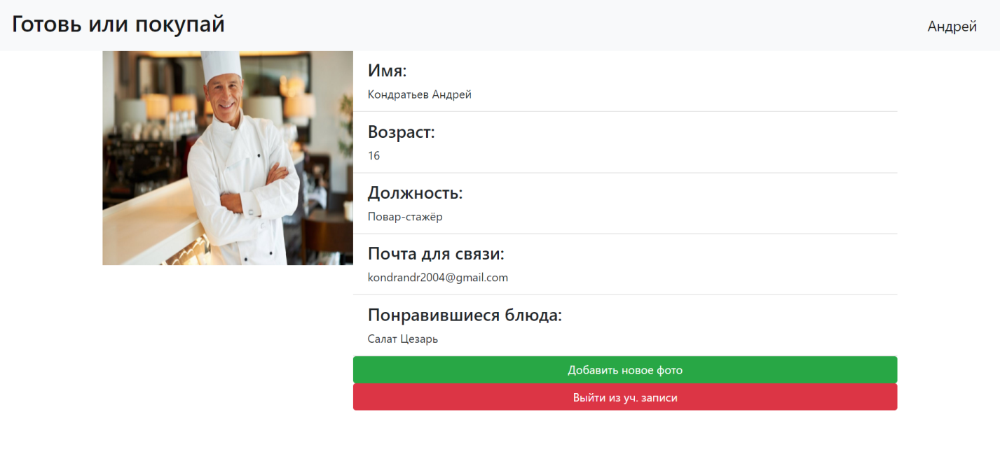 Готовь или покупай
Андрей
Имя:
Кондратьев Андрей
Возраст:
16
Должность:
Повар-стажёр
Почта для связи:
kondrandr2004@gmail.com
Понравившиеся блюда:
Салат Цезарь
Добавить новое фото
Выйти из уч. записи